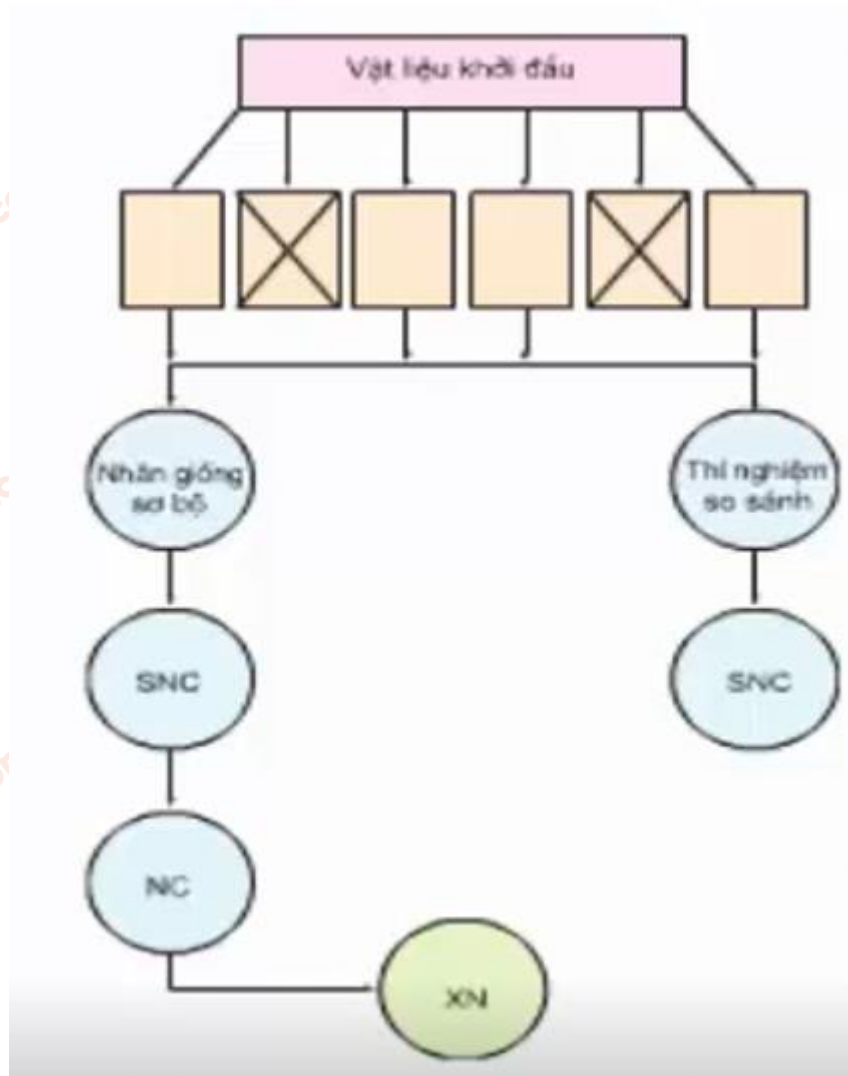 Vật liệu khởi đầu
Nhân giống
sơ bộ
Thí nghiệm
so sánh
SNC
SNC
NC
XN